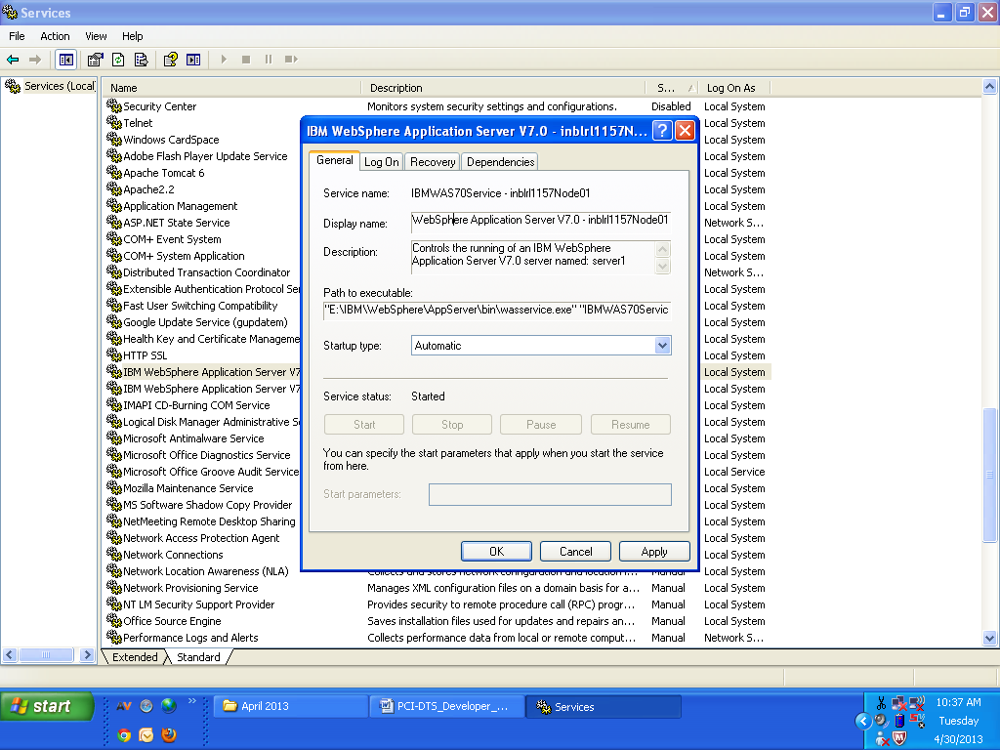 Services
File Action View Help
Services (Local
Name Description S... Log On As
Security Center Monitors system security settings and configurations. Disabled Local System
Telnet Local System
Windows CardSpace Local System
Adobe Flash Player Update Service Local System
Apache Tomcat 6 Local System
Apache2.2 Local System
Application Management Local System
ASP.NET State Service Network S...
COM+ Event System Local System
COM+ System Application Local System
Distributed Transaction Coordinator Network S...
Extensible Authentication Protocol Ser Local System
Fast User Switching Compatibility Local System
Google Update Service (gupdatem) Local System
Health Key and Certificate Manageme Local System
HTTP SSL Local System
IBM WebSphere Application Server V7 Local System
IBM WebSphere Application Server V7 Local System
IMAPI CD-Burning COM Service Local System
Logical Disk Manager Administrative S Local System
Microsoft Antimalware Service Local System
Microsoft Office Diagnostics Service Local System
Microsoft Office Groove Audit Service Local Service
Mozilla Maintenance Service Local System
MS Software Shadow Copy Provider Local System
NetMeeting Remote Desktop Sharing Local System
Network Access Protection Agent Local System
Network Connections Local System
Network Location Awareness (NLA) Collects and stores network configuration and location i... Manual Local System
Network Provisioning Service Manages XML configuration files on a domain basis for a... Manual Local System
NT LM Security Support Provider Provides security to remote procedure call (RPC) progr... Manual Local System
Office Source Engine Saves installation files used for updates and repairs an... Manual Local System
Performance Logs and Alerts Collects performance data from local or remote comput... Manual Network S...
Extended Standard
IBM WebSphere Application Server V7.0 - inblrl1157N...
General Log On Recovery Dependencies
Service name: IBMWAS70Service - inblrl1157Node01
Display name: WebSphere Application Server V7.0 - inblrl1157Node01
Description: Controls the running of an IBM WebSphere
Application Server V7.0 server named: server1
Path to executable:
"E:\IBM\WebSphere\AppServer\bin\wasservice.exe" "IBMWAS70Servic
Startup type: Automatic
Service status: Started
Start Stop Pause Resume
You can specify the start parameters that apply when you start the service
from here.
Start parameters:
OK Cancel Apply
start
April 2013 PCI-DTS_Developer_... Services
10:37 AM
Tuesday
4/30/2013